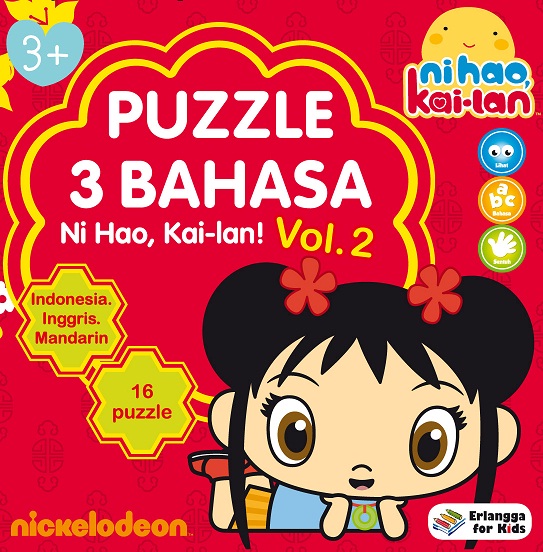 3+
ni hao,
kai-lan
TM
PUZZLE
3 BAHASA
Ni Hao, Kai-lan! Vol. 2
Lihat
abc
Bahasa
Sentuh
Indonesia.
Inggris.
Mandarin
16
puzzle
nickelodeon
Erlangga
for Kids